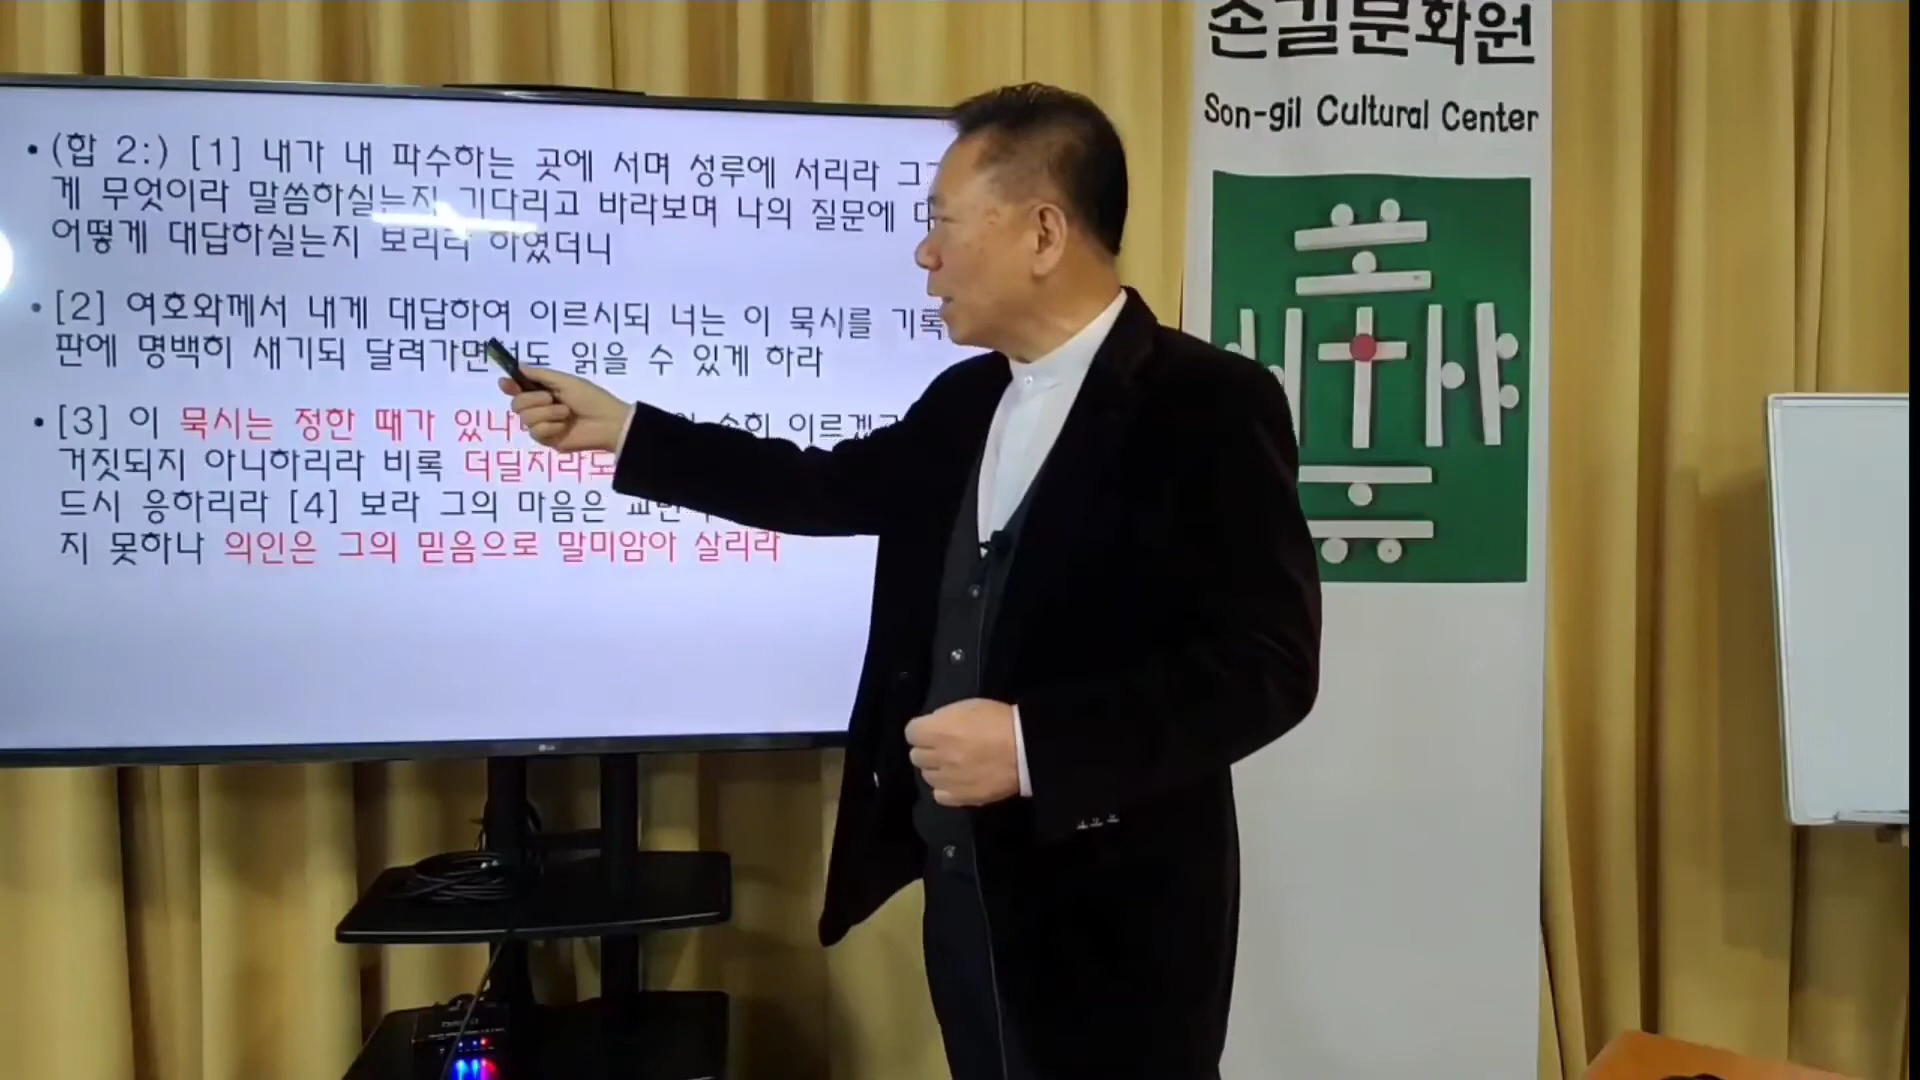 손길문화원
Son-gil Cultural Center
• (합 2:) [1] 내가 내 파수하는 곳에 서며 성루에 서리라
게 무엇이라 말씀하실는지 기다리고 바라보며 나의 질문에
어떻게 대답하실는지 보리라 하였더니
• [2] 여호와께서 내게 대답하여 이르시되 너는 이 묵시를 기록
판에 명백히 새기되 달려가면서도 읽을 수 있게 하라
• [3] 이 묵시는 정한 때가 있나 속히 이르겠고
거짓되지 아니하리라 비록 더딜지라도
드시 응하리라 [4] 보라 그의 마음은
지 못하나 의인은 그의 믿음으로 말미암아 살리라
LG